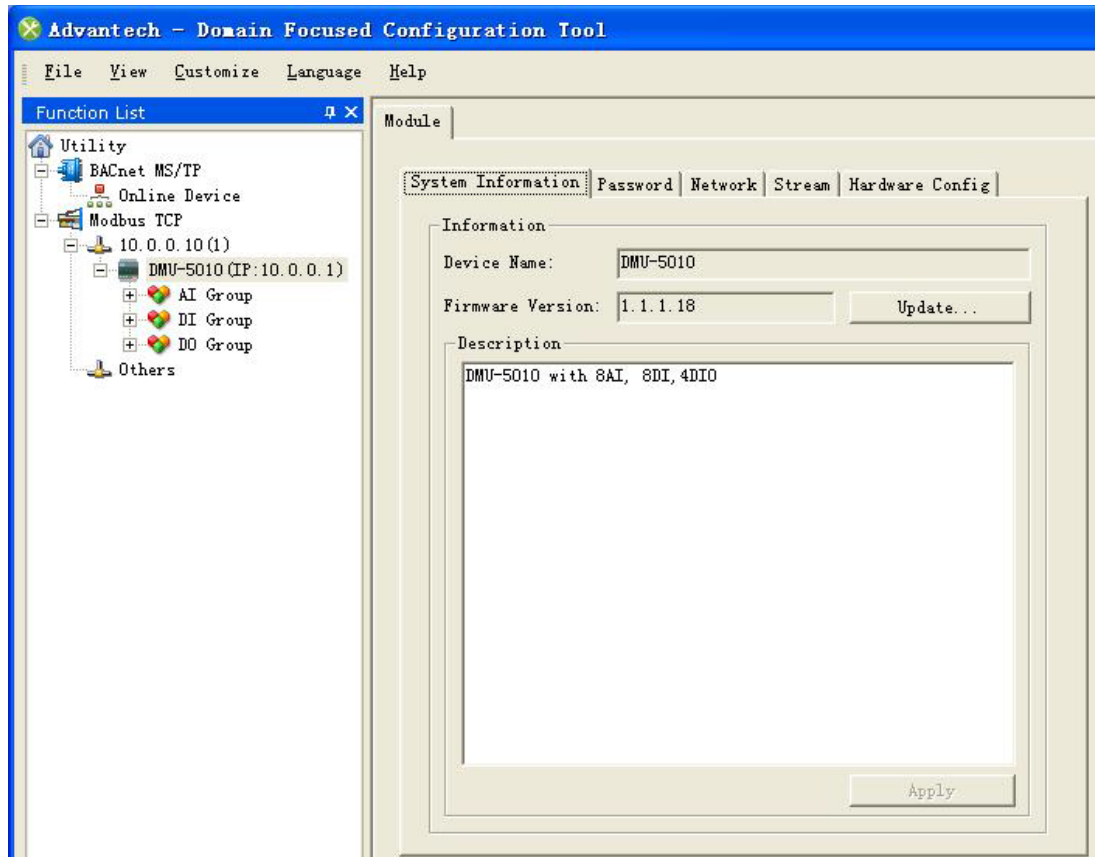 Advantech - Domain Focused Configuration Tool
File View Customize Language Help
Function List
Utility
BACnet MS/TP
Online Device
Modbus TCP
10.0.0.10(1)
DMU-5010(IP:10.0.0.1)
AI Group
DI Group
DO Group
Others
Module
System Information Password Network Stream Hardware Config
Information
Device Name: DMU-5010
Firmware Version: 1.1.1.18 Update...
Description
DMU-5010 with 8AI, 8DI,4DIO
Apply